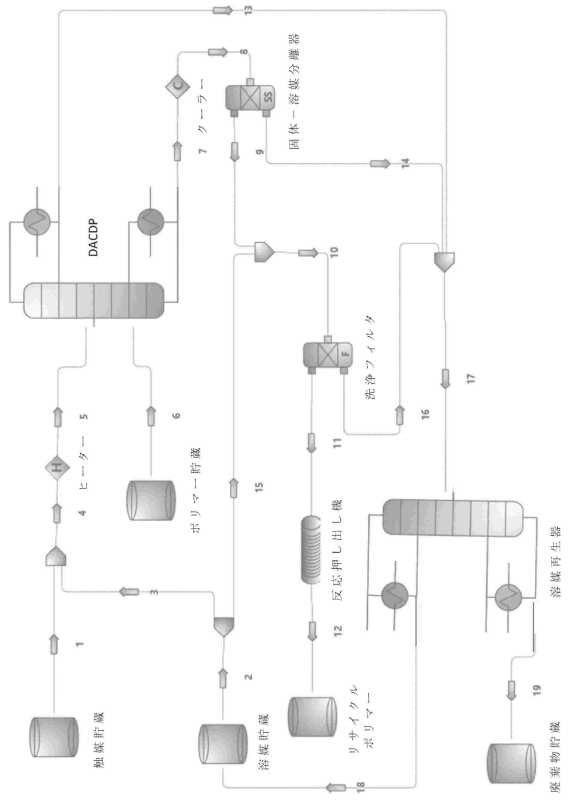 触媒貯蔵
1
溶媒貯蔵
2
3
4
H
ヒーター
5
ポリマー貯蔵
6
DACDP
7
C
クーラー
8
SS
固体－溶媒分離器
9
10
F
洗浄フィルタ
11
反応押し出し機
12
リサイクル
ポリマー
13
14
15
16
17
溶媒再生器
18
19
廃棄物貯蔵